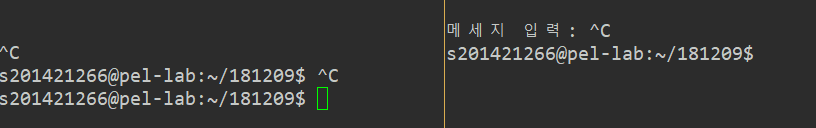 ^C
s201421266@pel-lab:~/181209$ ^C
s201421266@pel-lab:~/181209$
메세지 입력: ^C
s201421266@pel-lab:~/181209$